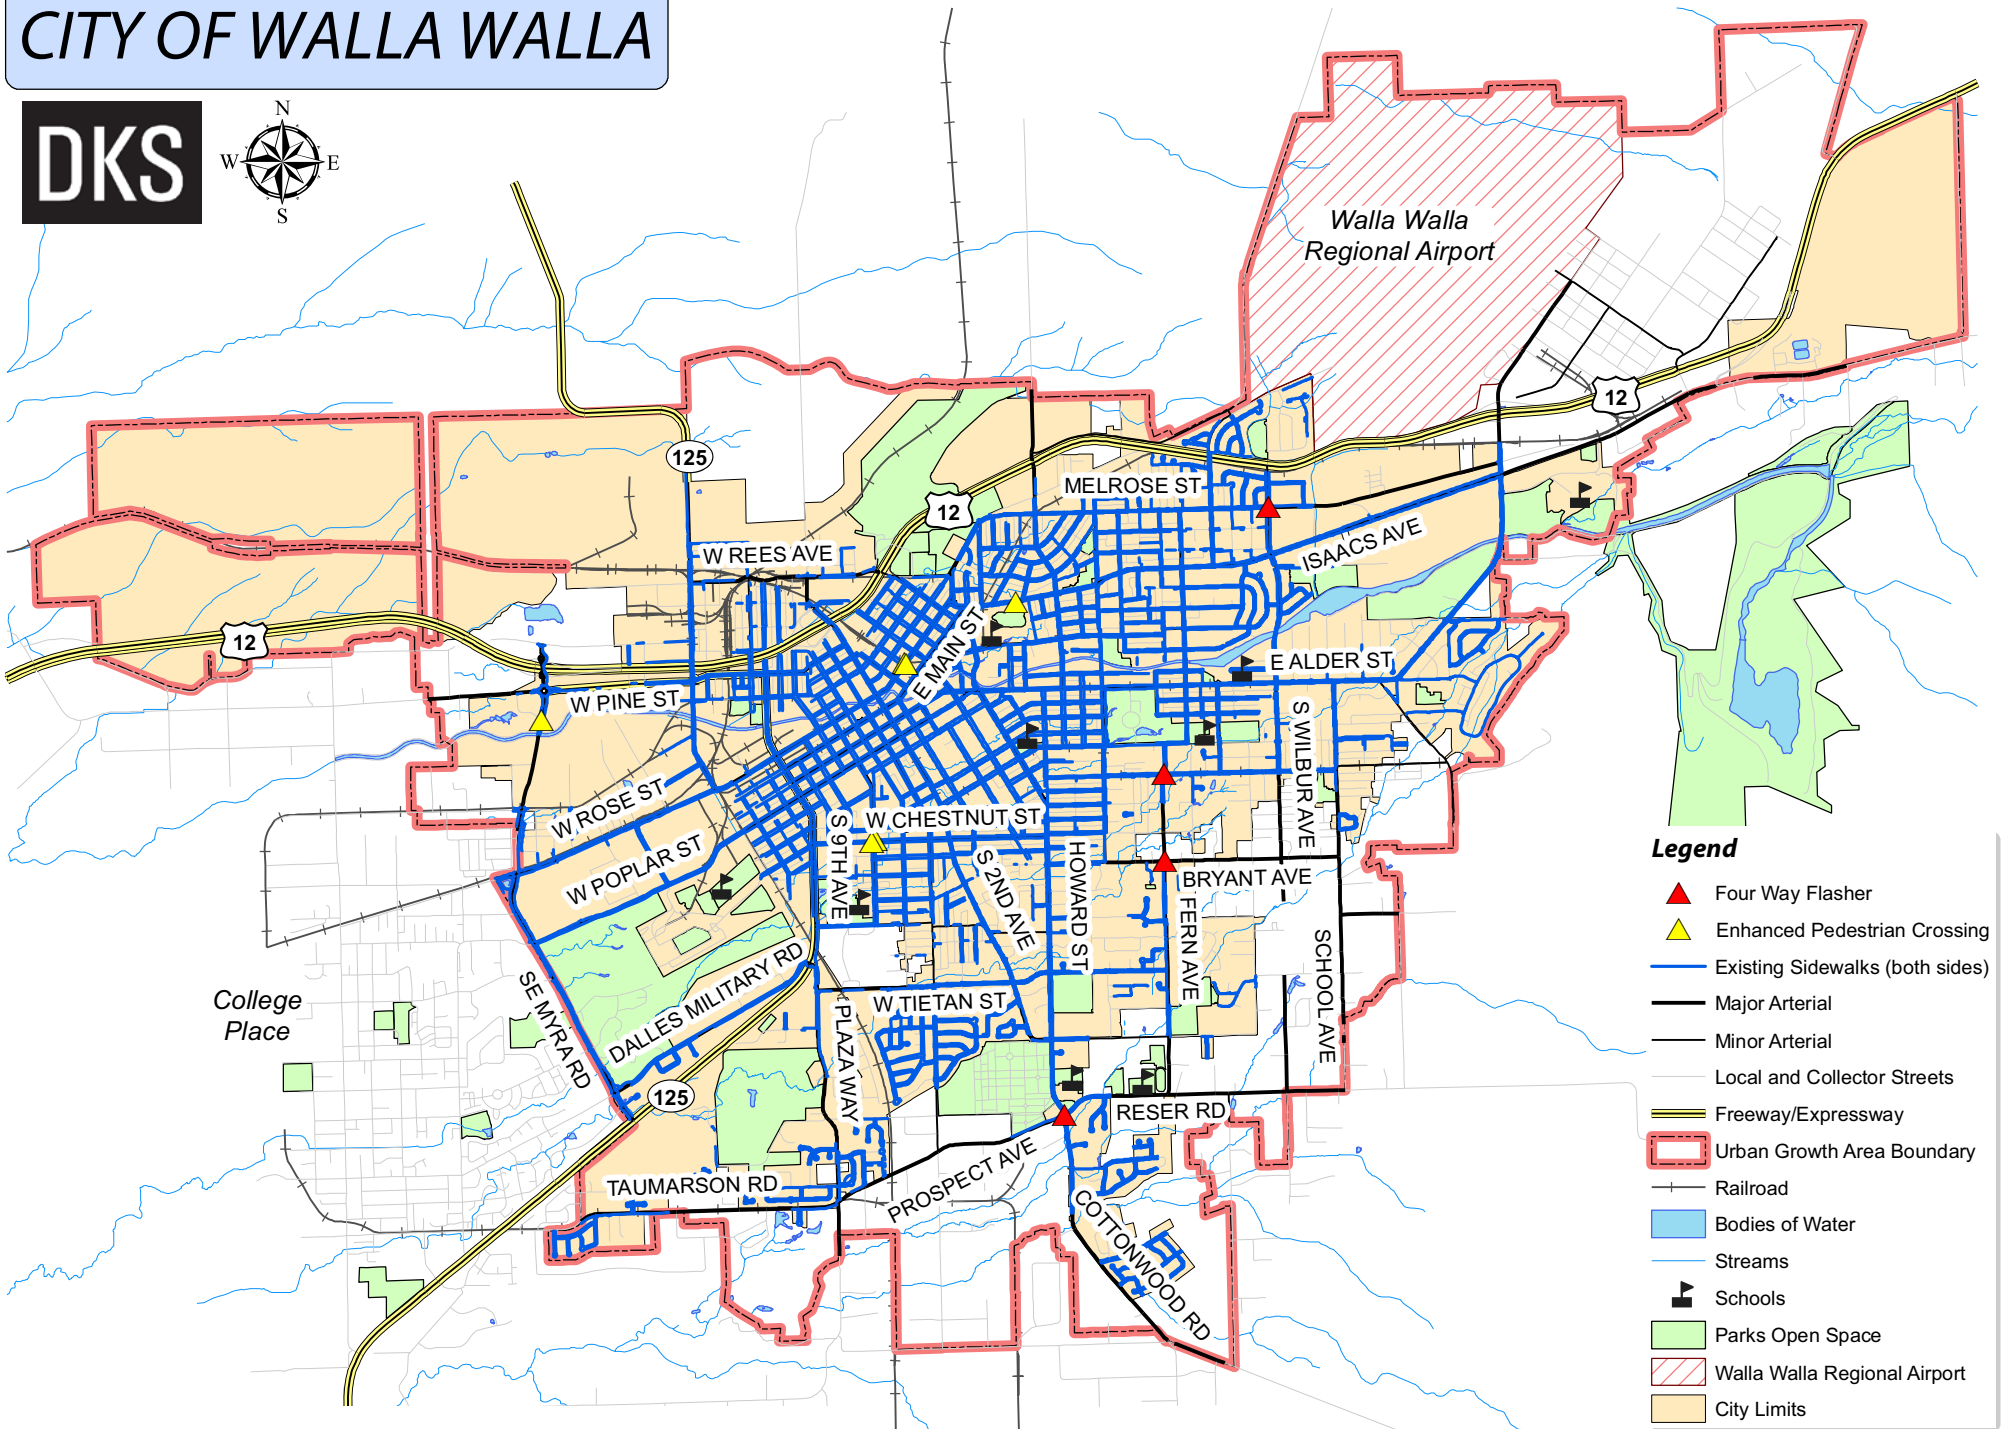 CITY OF WALLA WALLA
DKS
N
W
E
S
Walla Walla
Regional Airport
12
125
MELROSE ST
12
ISAACS AVE
W REES AVE
12
E MAIN ST
E ALDER ST
W PINE ST
S WILBUR AVE
W ROSE ST
W CHESTNUT ST
W POPLAR ST
S 9TH AVE
S 2ND AVE
HOWARD ST
BRYANT AVE
FERN AVE
SCHOOL AVE
College
Place
SE MYRA RD
DALLES MILITARY RD
W TIETAN ST
PLAZA WAY
125
RESER RD
PROSPECT AVE
TAUMARSON RD
COTTONWOOD RD
Legend
Four Way Flasher
Enhanced Pedestrian Crossing
Existing Sidewalks (both sides)
Major Arterial
Minor Arterial
Local and Collector Streets
Freeway/Expressway
Urban Growth Area Boundary
Railroad
Bodies of Water
Streams
Schools
Parks Open Space
Walla Walla Regional Airport
City Limits